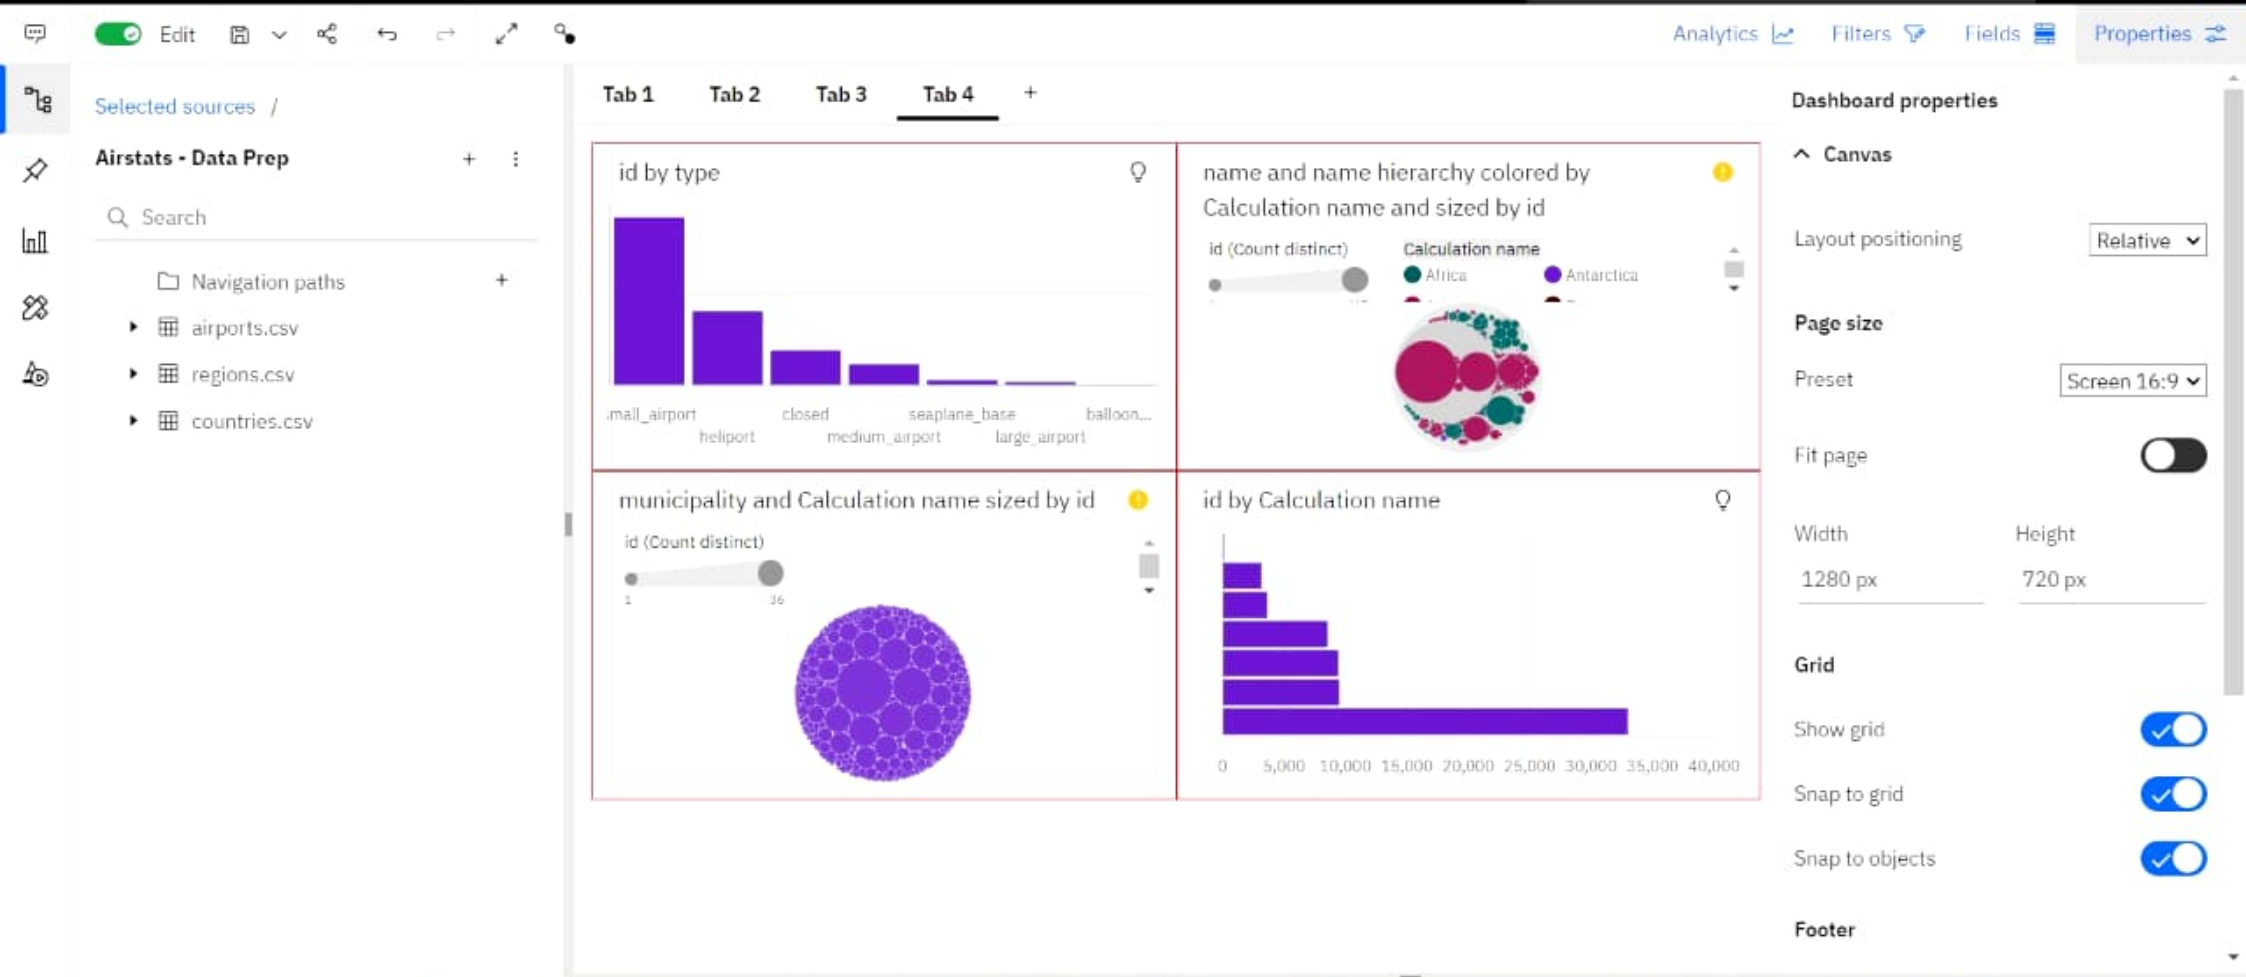 Edit
Analytics
Filters
Fields
Properties
Selected sources /
Airstats - Data Prep
Search
Navigation paths
airports.csv
regions.csv
countries.csv
Tab 1
Tab 2
Tab 3
Tab 4
id by type
mall_airport
closed
seaplane_base
balloon...
heliport
medium_airport
large_airport
name and name hierarchy colored by
Calculation name and sized by id
id (Count distinct)
Calculation name
Africa
Antarctica
municipality and Calculation name sized by id
id (Count distinct)
1
36
id by Calculation name
0 5,000 10,000 15,000 20,000 25,000 30,000 35,000 40,000
Dashboard properties
Canvas
Layout positioning
Relative
Page size
Preset
Screen 16:9
Fit page
Width
Height
1280 px
720 px
Grid
Show grid
Snap to grid
Snap to objects
Footer